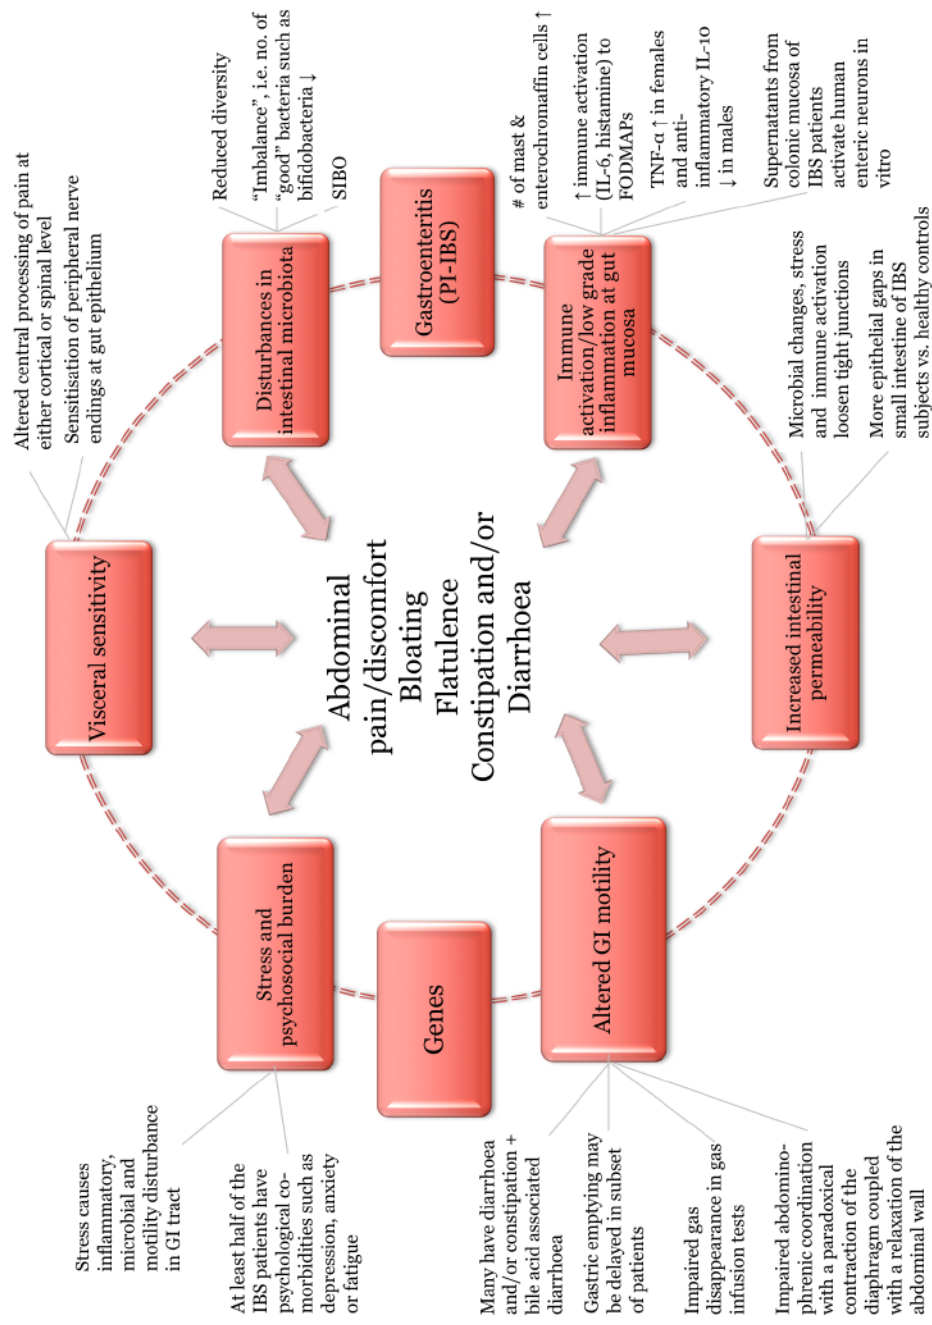 Altered central processing of pain at
either cortical or spinal level
Sensitisation of peripheral nerve
endings at gut epithelium
Visceral sensitivity
Stress causes
inflammatory,
microbial and
motility disturbance
in GI tract
At least half of the
IBS patients have
psychological co-
morbidities such as
depression, anxiety
or fatigue
Stress and
psychosocial burden
Disturbances in
intestinal microbiota
Reduced diversity
“Imbalance”, i.e. no. of
“good” bacteria such as
bifidobacteria ↓
SIBO
Abdominal
pain/discomfort
Bloating
Flatulence
Constipation and/or
Diarrhoea
Genes
Gastroenteritis
(PI-IBS)
Many have diarrhoea
and/or constipation +
bile acid associated
diarrhoea
Gastric emptying may
be delayed in subset
of patients
Impaired gas
disappearance in gas
infusion tests
Impaired abdomino-
phrenic coordination
with a paradoxical
contraction of the
diaphragm coupled
with a relaxation of the
abdominal wall
Altered GI motility
Immune
activation/low grade
inflammation at gut
mucosa
# of mast &
enterochromaffin cells ↑
↑ immune activation
(IL-6, histamine) to
FODMAPs
TNF-α ↑ in females
and anti-
inflammatory IL-10
↓ in males
Supernatants from
colonic mucosa of
IBS patients
activate human
enteric neurons in
vitro
Increased intestinal
permeability
Microbial changes, stress
and immune activation
loosen tight junctions
More epithelial gaps in
small intestine of IBS
subjects vs. healthy controls